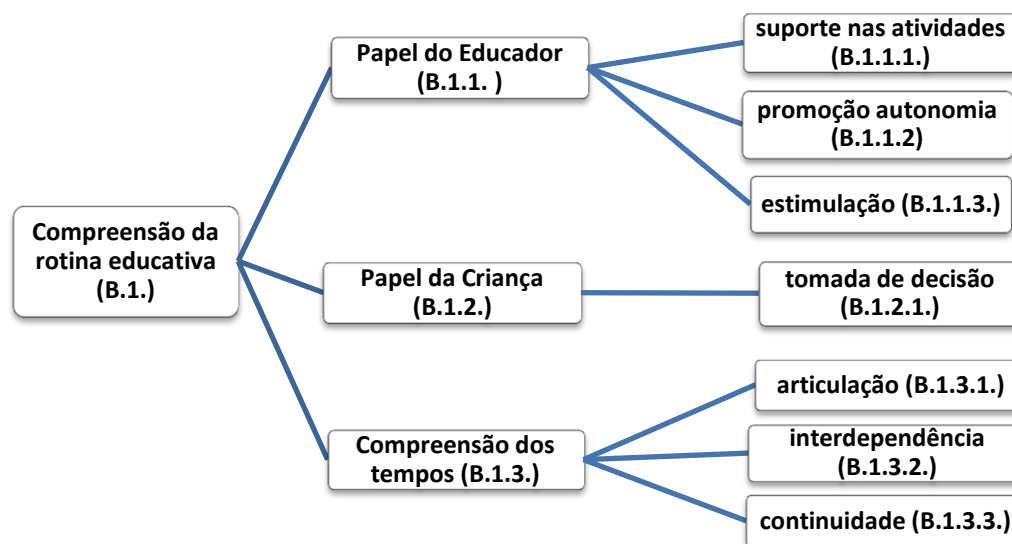 Compreensão da
rotina educativa
(B.1.)
Papel do Educador
(B.1.1. )
suporte nas atividades
(B.1.1.1.)
promoção autonomia
(B.1.1.2)
estimulação (B.1.1.3.)
Papel da Criança
(B.1.2.)
tomada de decisão
(B.1.2.1.)
Compreensão dos
tempos (B.1.3.)
articulação (B.1.3.1.)
interdependência
(B.1.3.2.)
continuidade (B.1.3.3.)